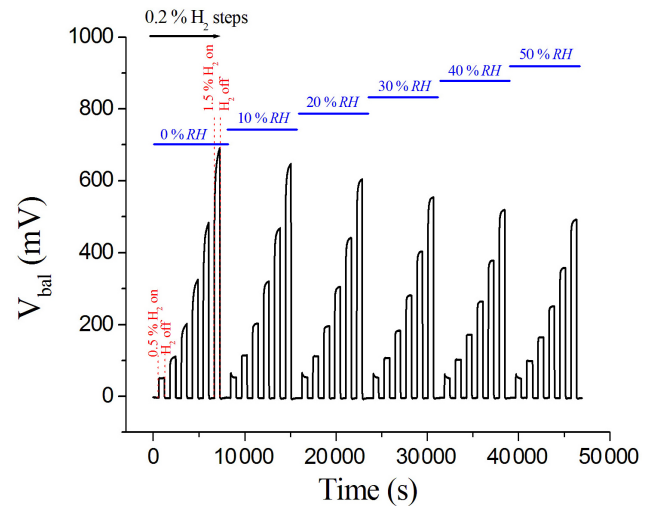 0.2 % H₂ steps
1000
800
600
400
200
0
V_bal (mV)
0.5 % H₂ on
H₂ off
1.5 % H₂ on
H₂ off
0 % RH
10 % RH
20 % RH
30 % RH
40 % RH
50 % RH
0
10 000
20 000
30 000
40 000
50 000
Time (s)